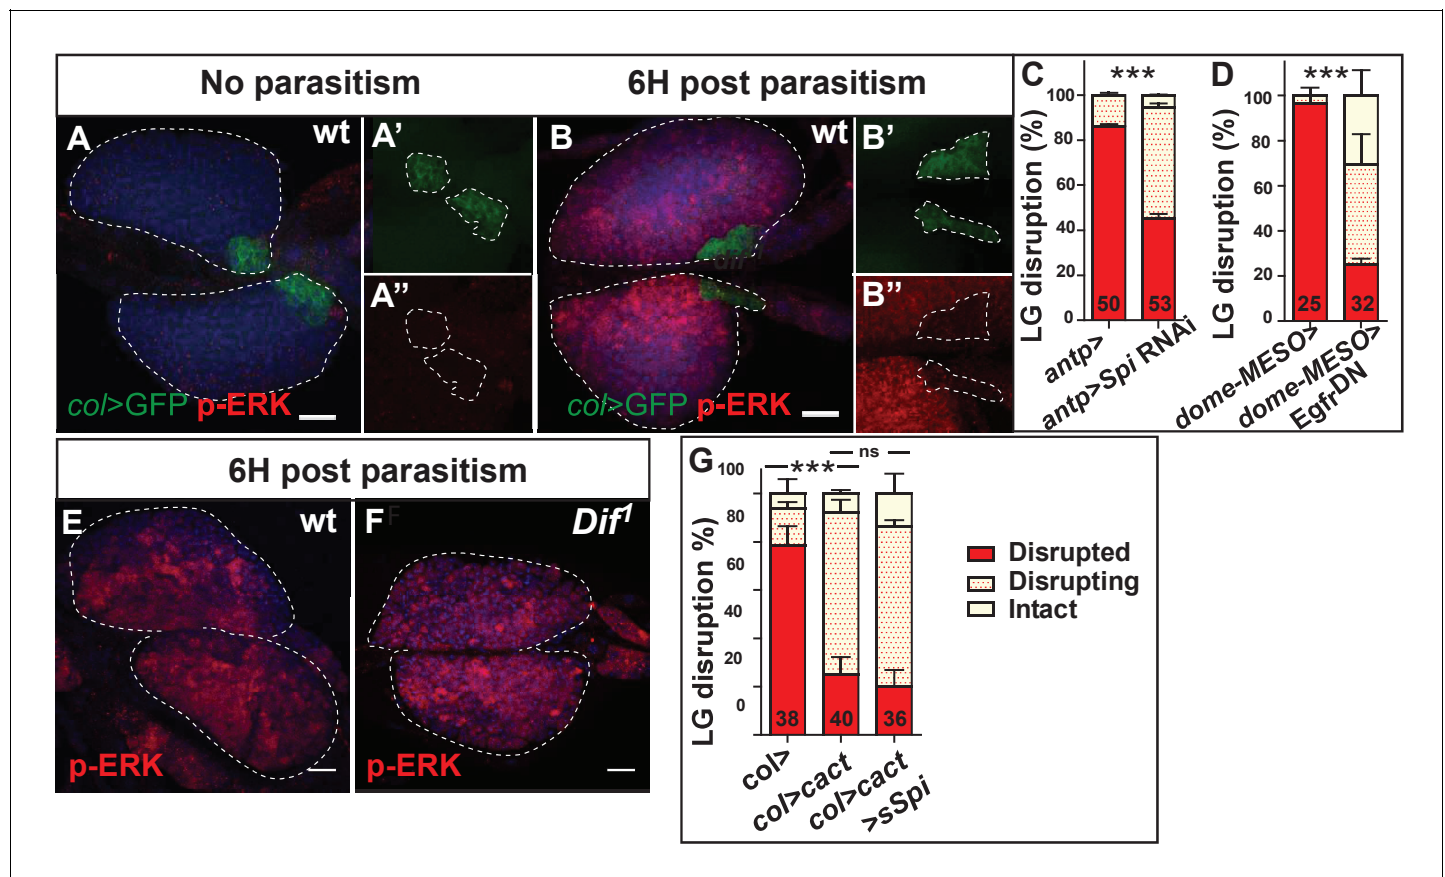 No parasitism
6H post parasitism
A
wt
A'
A"
col>GFP p-ERK
B
wt
B'
B"
col>GFP p-ERK
C
***
LG disruption (%)
100
80
60
40
20
0
50
53
antp>
antp>Spi RNAi
D
***
LG disruption (%)
100
80
60
40
20
0
25
32
dome-MESO>
dome-MESO>
EgfrDN
6H post parasitism
E
wt
p-ERK
F
F
Dif1
p-ERK
G
***
ns
LG disruption %)
100
80
60
40
20
0
38
40
36
col>
col>cact
col>cact
>sSpi
Disrupted
Disrupting
Intact